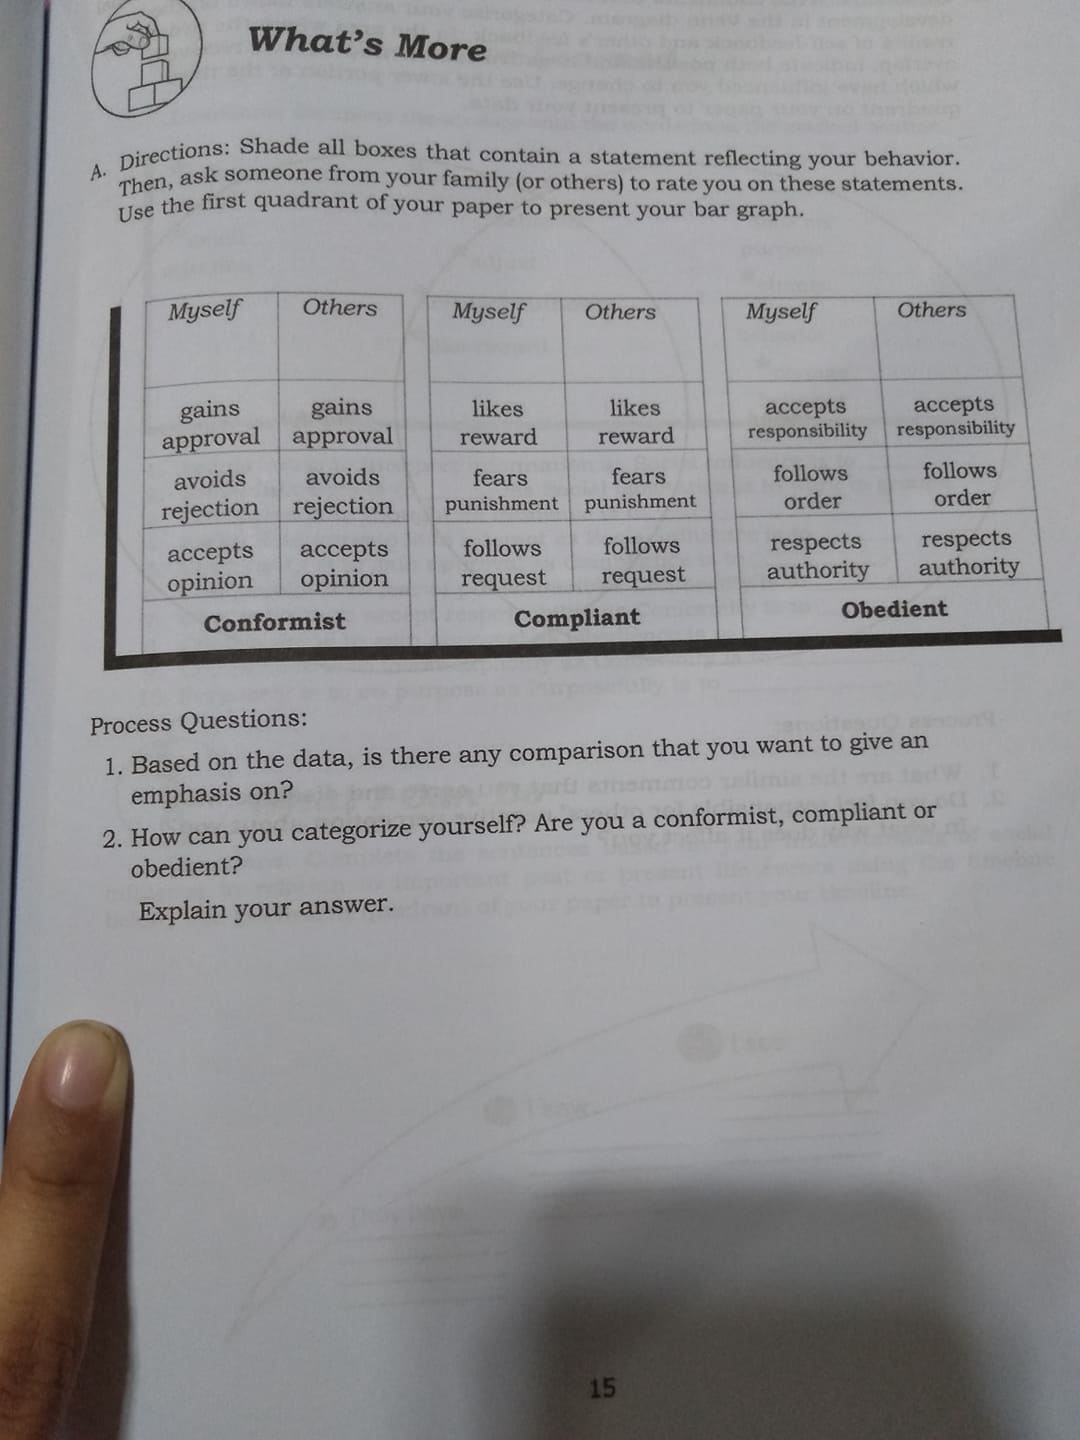 What's More
A. Directions: Shade all boxes that contain a statement reflecting your behavior.
Then, ask someone from your family (or others) to rate you on these statements.
Use the first quadrant of your paper to present your bar graph.
Myself Others Myself Others Myself Others
gains gains likes likes accepts accepts
approval approval reward reward responsibility responsibility
avoids avoids fears fears follows follows
rejection rejection punishment punishment order order
accepts accepts follows follows respects respects
opinion opinion request request authority authority
Conformist Compliant Obedient
Process Questions:
1. Based on the data, is there any comparison that you want to give an
emphasis on?
2. How can you categorize yourself? Are you a conformist, compliant or
obedient?
Explain your answer.
15